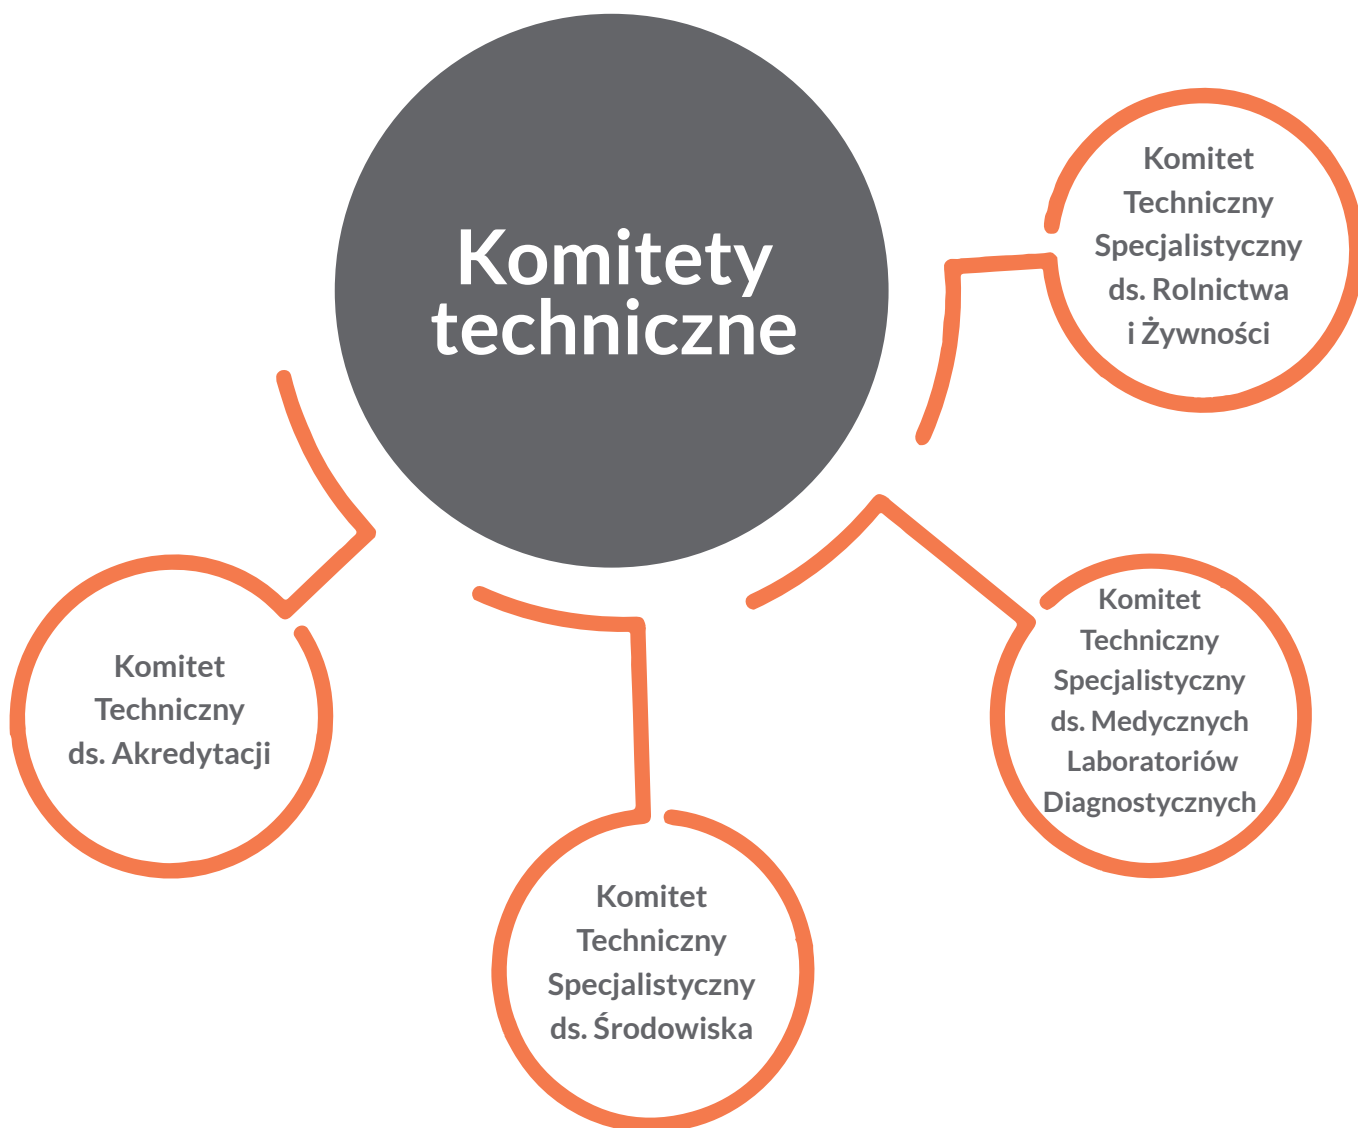 Komitety
techniczne
Komitet
Techniczny
Specjalistyczny
ds. Rolnictwa
i Żywności
Komitet
Techniczny
Specjalistyczny
ds. Medycznych
Laboratoriów
Diagnostycznych
Komitet
Techniczny
ds. Akredytacji
Komitet
Techniczny
Specjalistyczny
ds. Środowiska